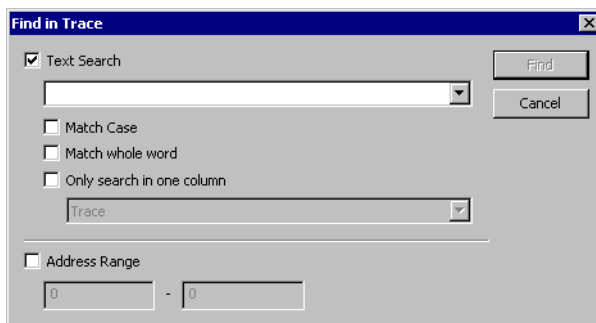 Find in Trace
Text Search
Find
Cancel
Match Case
Match whole word
Only search in one column
Trace
Address Range
0 - 0